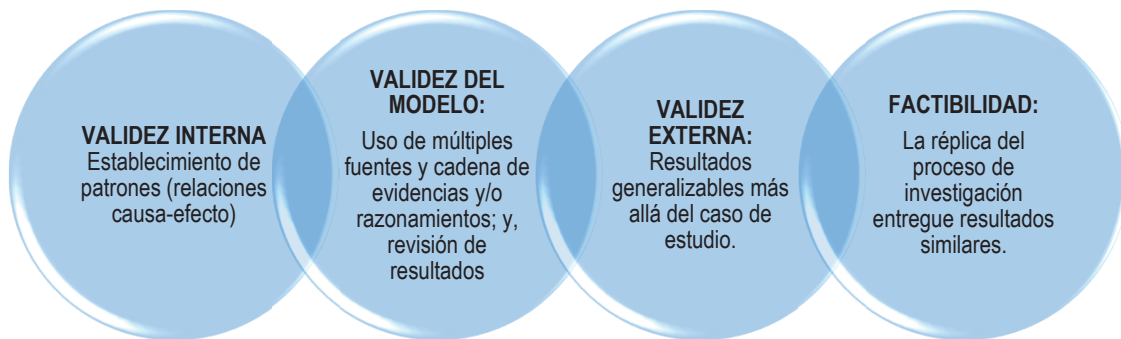 VALIDEZ INTERNA
Establecimiento de
patrones (relaciones
causa-efecto)
VALIDEZ DEL
MODELO:
Uso de múltiples
fuentes y cadena de
evidencias y/o
razonamientos; y,
revisión de
resultados
VALIDEZ
EXTERNA:
Resultados
generalizables más
allá del caso de
estudio.
FACTIBILIDAD:
La réplica del
proceso de
investigación
entregue resultados
similares.